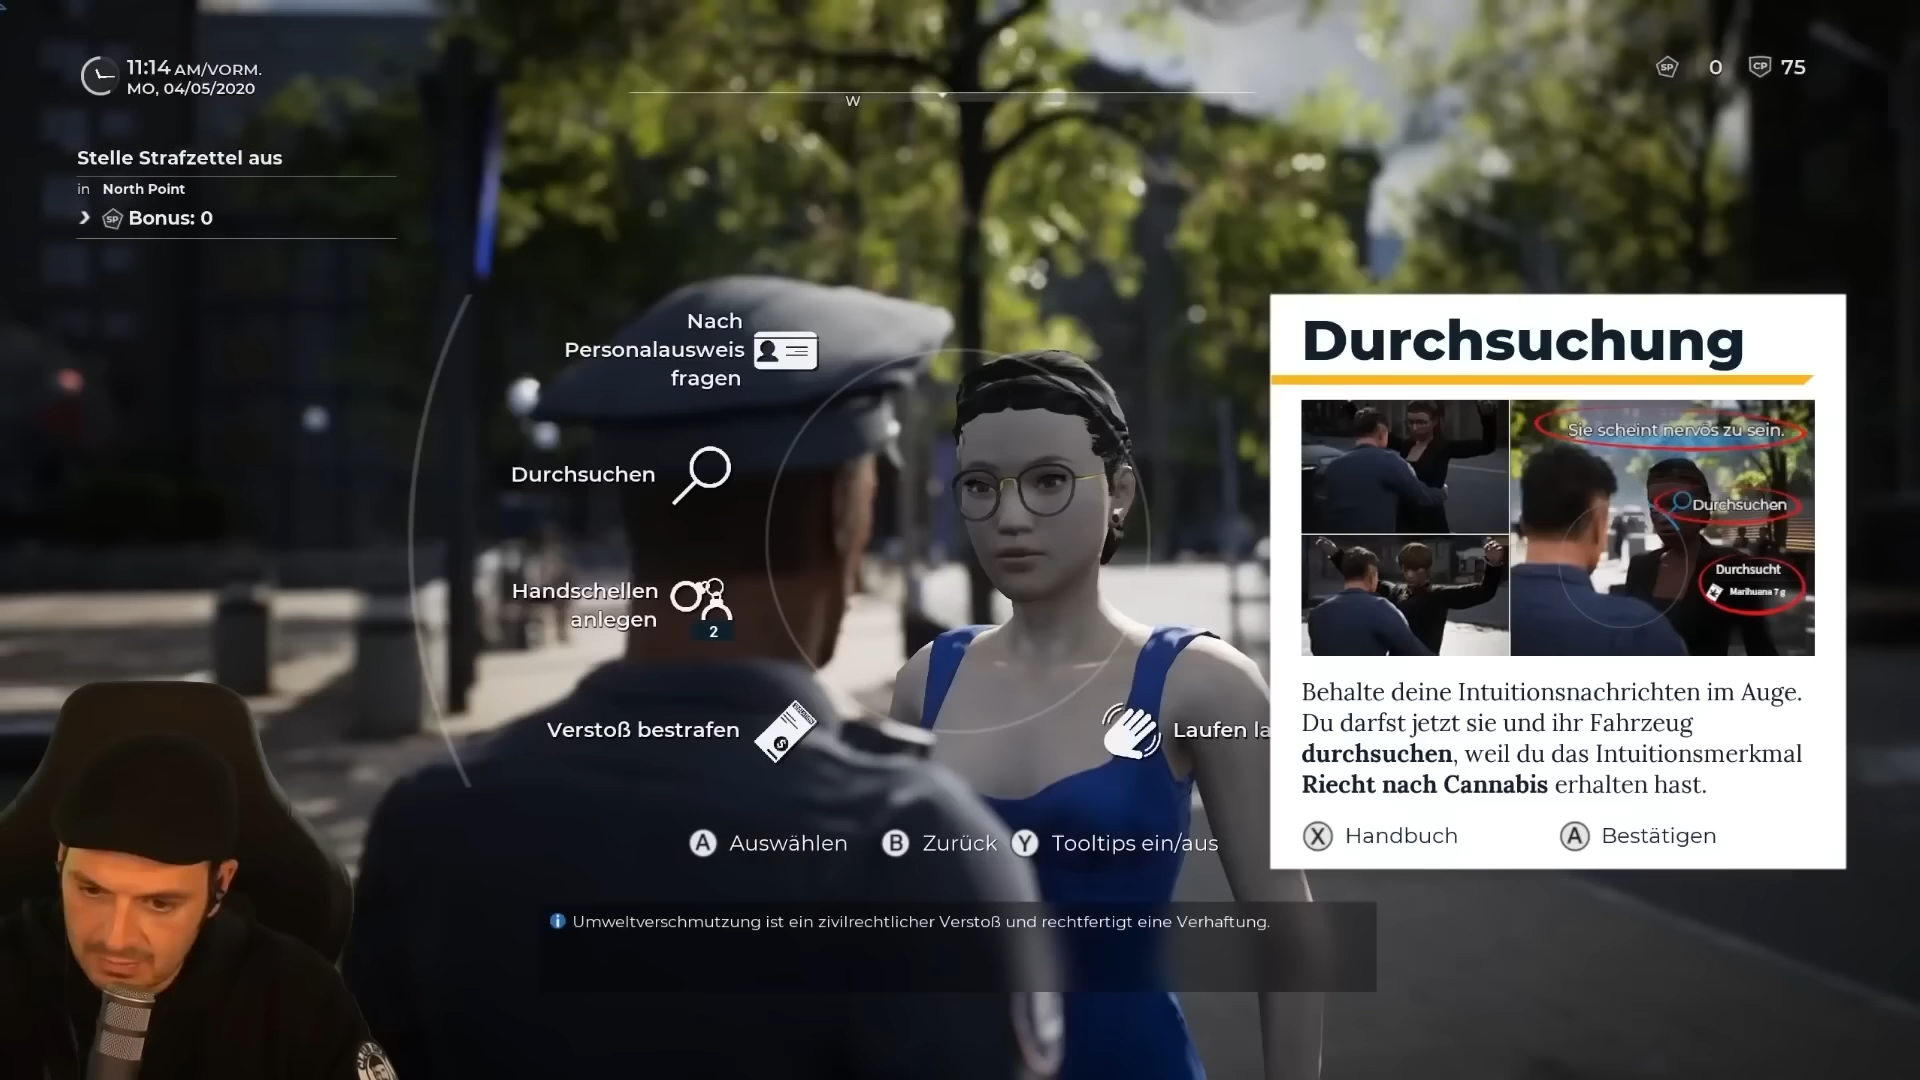 11:14 AM/VORM.
MO, 04/05/2020
W
SP 0 CP 75
Stelle Strafzettel aus
in North Point
SP Bonus: 0
Nach
Personalausweis
fragen
Durchsuchen
Handschellen
anlegen
2
Verstoß bestrafen
Laufen la
A Auswählen B Zurück Y Tooltips ein/aus
Umweltverschmutzung ist ein zivilrechtlicher Verstoß und rechtfertigt eine Verhaftung.
Durchsuchung
Sie scheint nervös zu sein.
Durchsuchen
Durchsucht
Marihuana 7 g
Behalte deine Intuitionsnachrichten im Auge.
Du darfst jetzt sie und ihr Fahrzeug
durchsuchen, weil du das Intuitionsmerkmal
Riecht nach Cannabis erhalten hast.
X Handbuch A Bestätigen